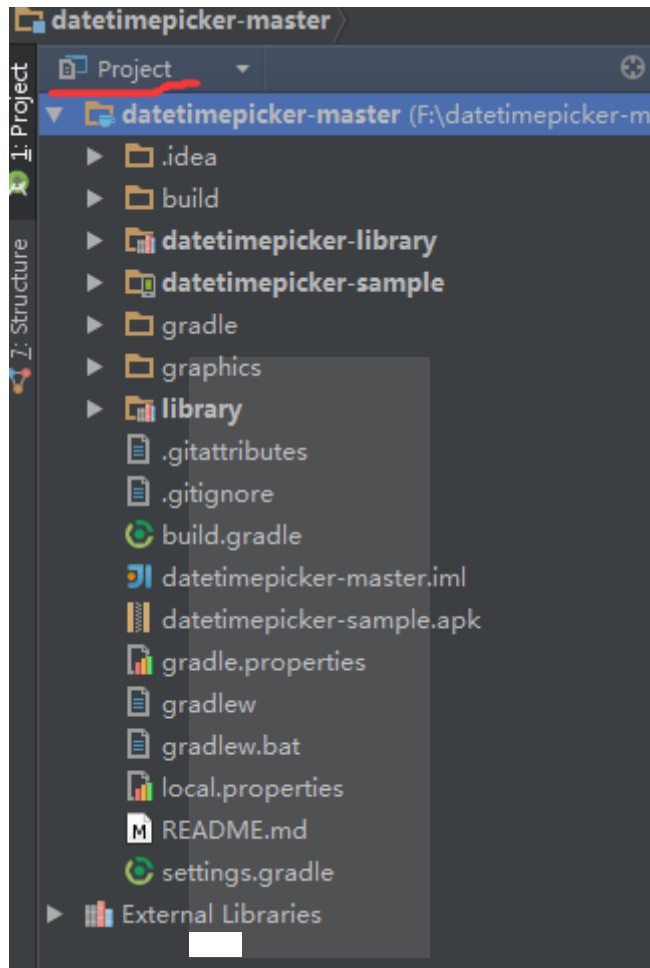 datetimepicker-master
Project
1: Project
datetimepicker-master (F:\datetimepicker-m
.idea
build
datetimepicker-library
datetimepicker-sample
7: Structure
gradle
graphics
library
.gitattributes
.gitignore
build.gradle
datetimepicker-master.iml
datetimepicker-sample.apk
gradle.properties
gradlew
gradlew.bat
local.properties
README.md
settings.gradle
External Libraries